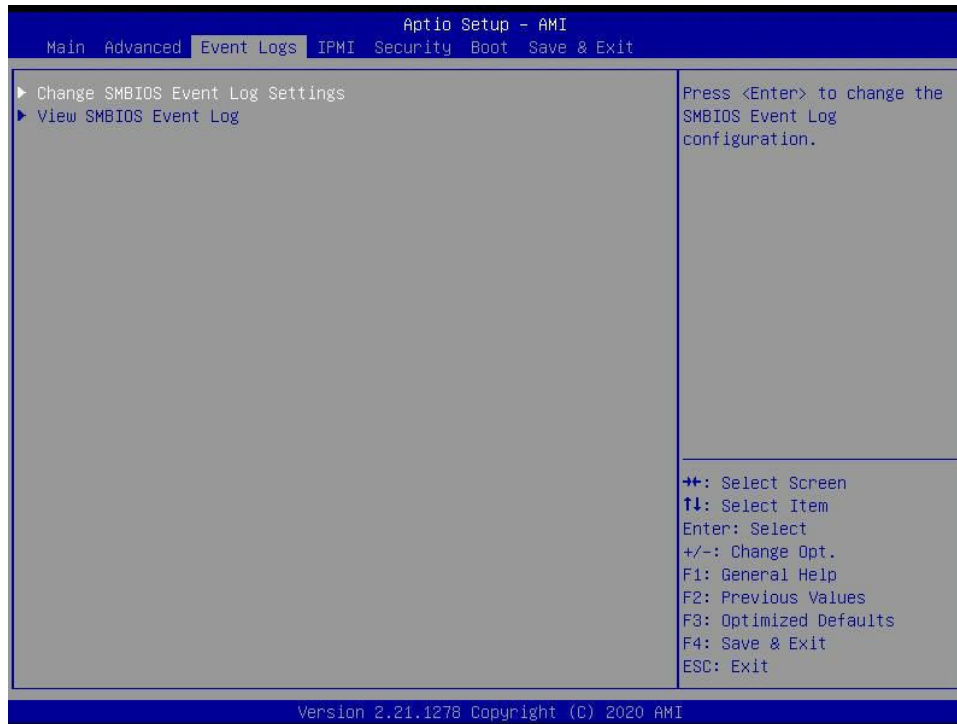 Aptio Setup – AMI
Main Advanced Event Logs IPMI Security Boot Save & Exit
▶ Change SMBIOS Event Log Settings
▶ View SMBIOS Event Log
Press <Enter> to change the
SMBIOS Event Log
configuration.
→←: Select Screen
↑↓: Select Item
Enter: Select
+/-: Change Opt.
F1: General Help
F2: Previous Values
F3: Optimized Defaults
F4: Save & Exit
ESC: Exit
Version 2.21.1278 Copyright (C) 2020 AMI